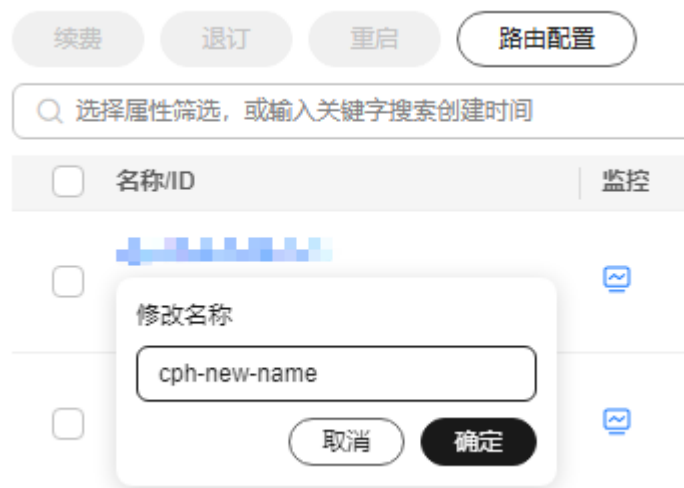 续费 退订 重启 路由配置
选择属性筛选，或输入关键字搜索创建时间
名称/ID 监控
修改名称
cph-new-name
取消 确定